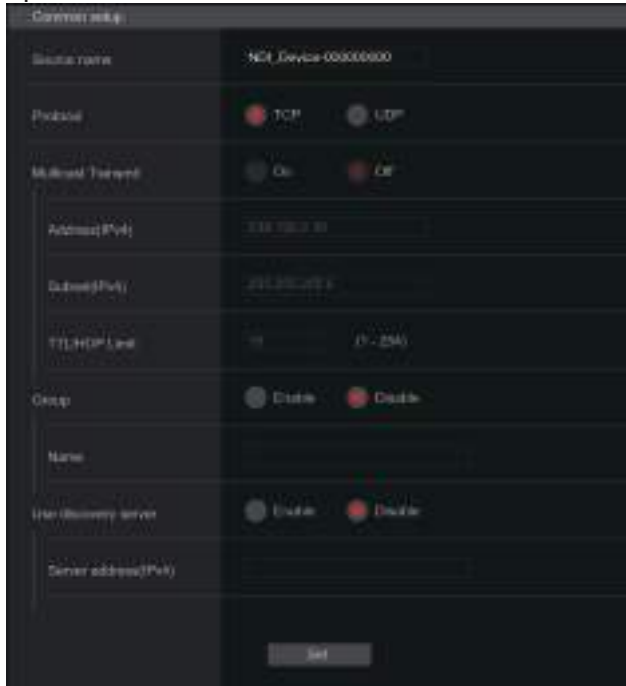 Common setup
Source name NDI_Device-000000000
Protocol TCP UDP
Multicast Transmit On Off
Address(IPv4)
Subnet(IPv4)
TTL/HOP Limit (1 - 254)
Group Enable Disable
Name
Use discovery server Enable Disable
Server address(IPv4)
Set